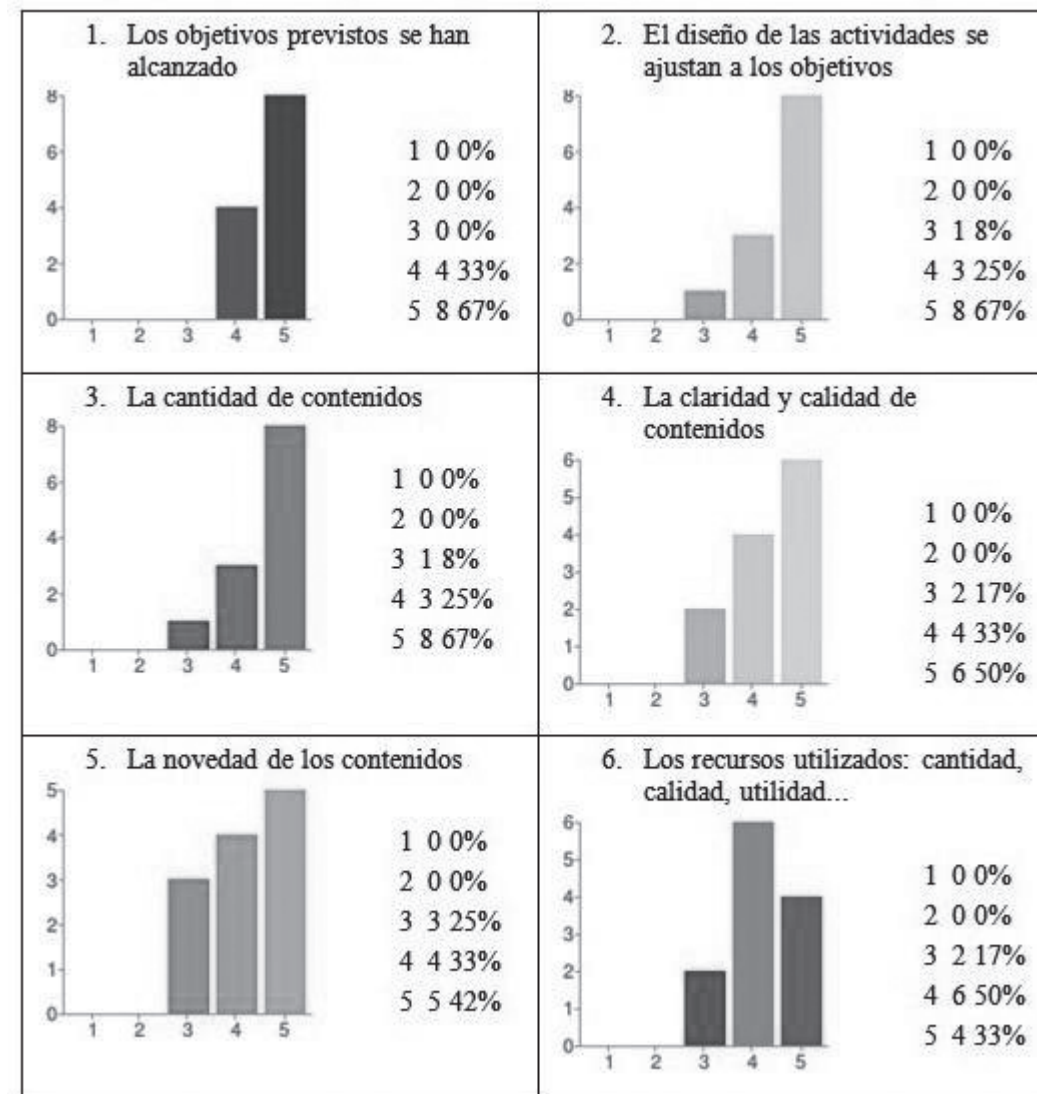 1. Los objetivos previstos se han
alcanzado
8
6
4
2
0
1 2 3 4 5
1 0 0%
2 0 0%
3 0 0%
4 4 33%
5 8 67%
2. El diseño de las actividades se
ajustan a los objetivos
8
6
4
2
0
1 2 3 4 5
1 0 0%
2 0 0%
3 1 8%
4 3 25%
5 8 67%
3. La cantidad de contenidos
8
6
4
2
0
1 2 3 4 5
1 0 0%
2 0 0%
3 1 8%
4 3 25%
5 8 67%
4. La claridad y calidad de
contenidos
6
5
4
3
2
1
0
1 2 3 4 5
1 0 0%
2 0 0%
3 2 17%
4 4 33%
5 6 50%
5. La novedad de los contenidos
5
4
3
2
1
0
1 2 3 4 5
1 0 0%
2 0 0%
3 3 25%
4 4 33%
5 5 42%
6. Los recursos utilizados: cantidad,
calidad, utilidad...
6
5
4
3
2
1
0
1 2 3 4 5
1 0 0%
2 0 0%
3 2 17%
4 6 50%
5 4 33%